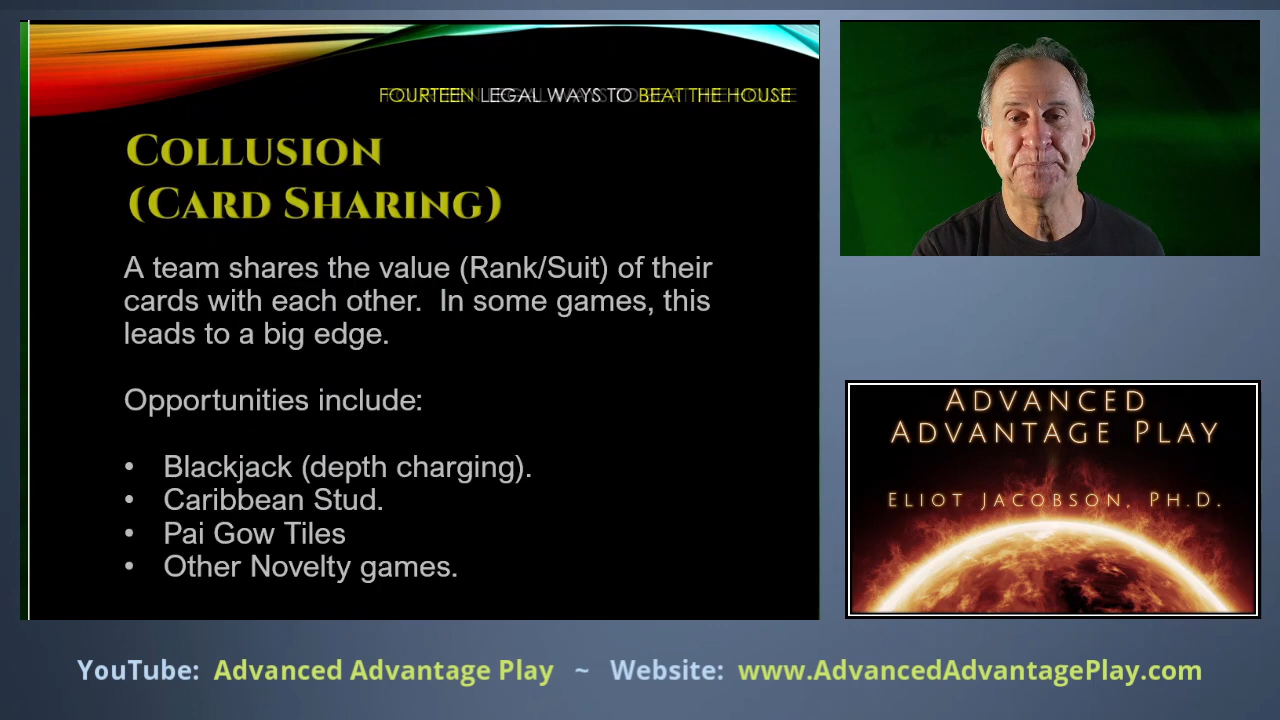 FOURTEEN LEGAL WAYS TO BEAT THE HOUSE
COLLUSION
(CARD SHARING)
A team shares the value (Rank/Suit) of their
cards with each other.  In some games, this
leads to a big edge.
Opportunities include:
• Blackjack (depth charging).
• Caribbean Stud.
• Pai Gow Tiles
• Other Novelty games.
ADVANCED
ADVANTAGE PLAY
ELIOT JACOBSON, PH.D.
YouTube: Advanced Advantage Play ~ Website: www.AdvancedAdvantagePlay.com